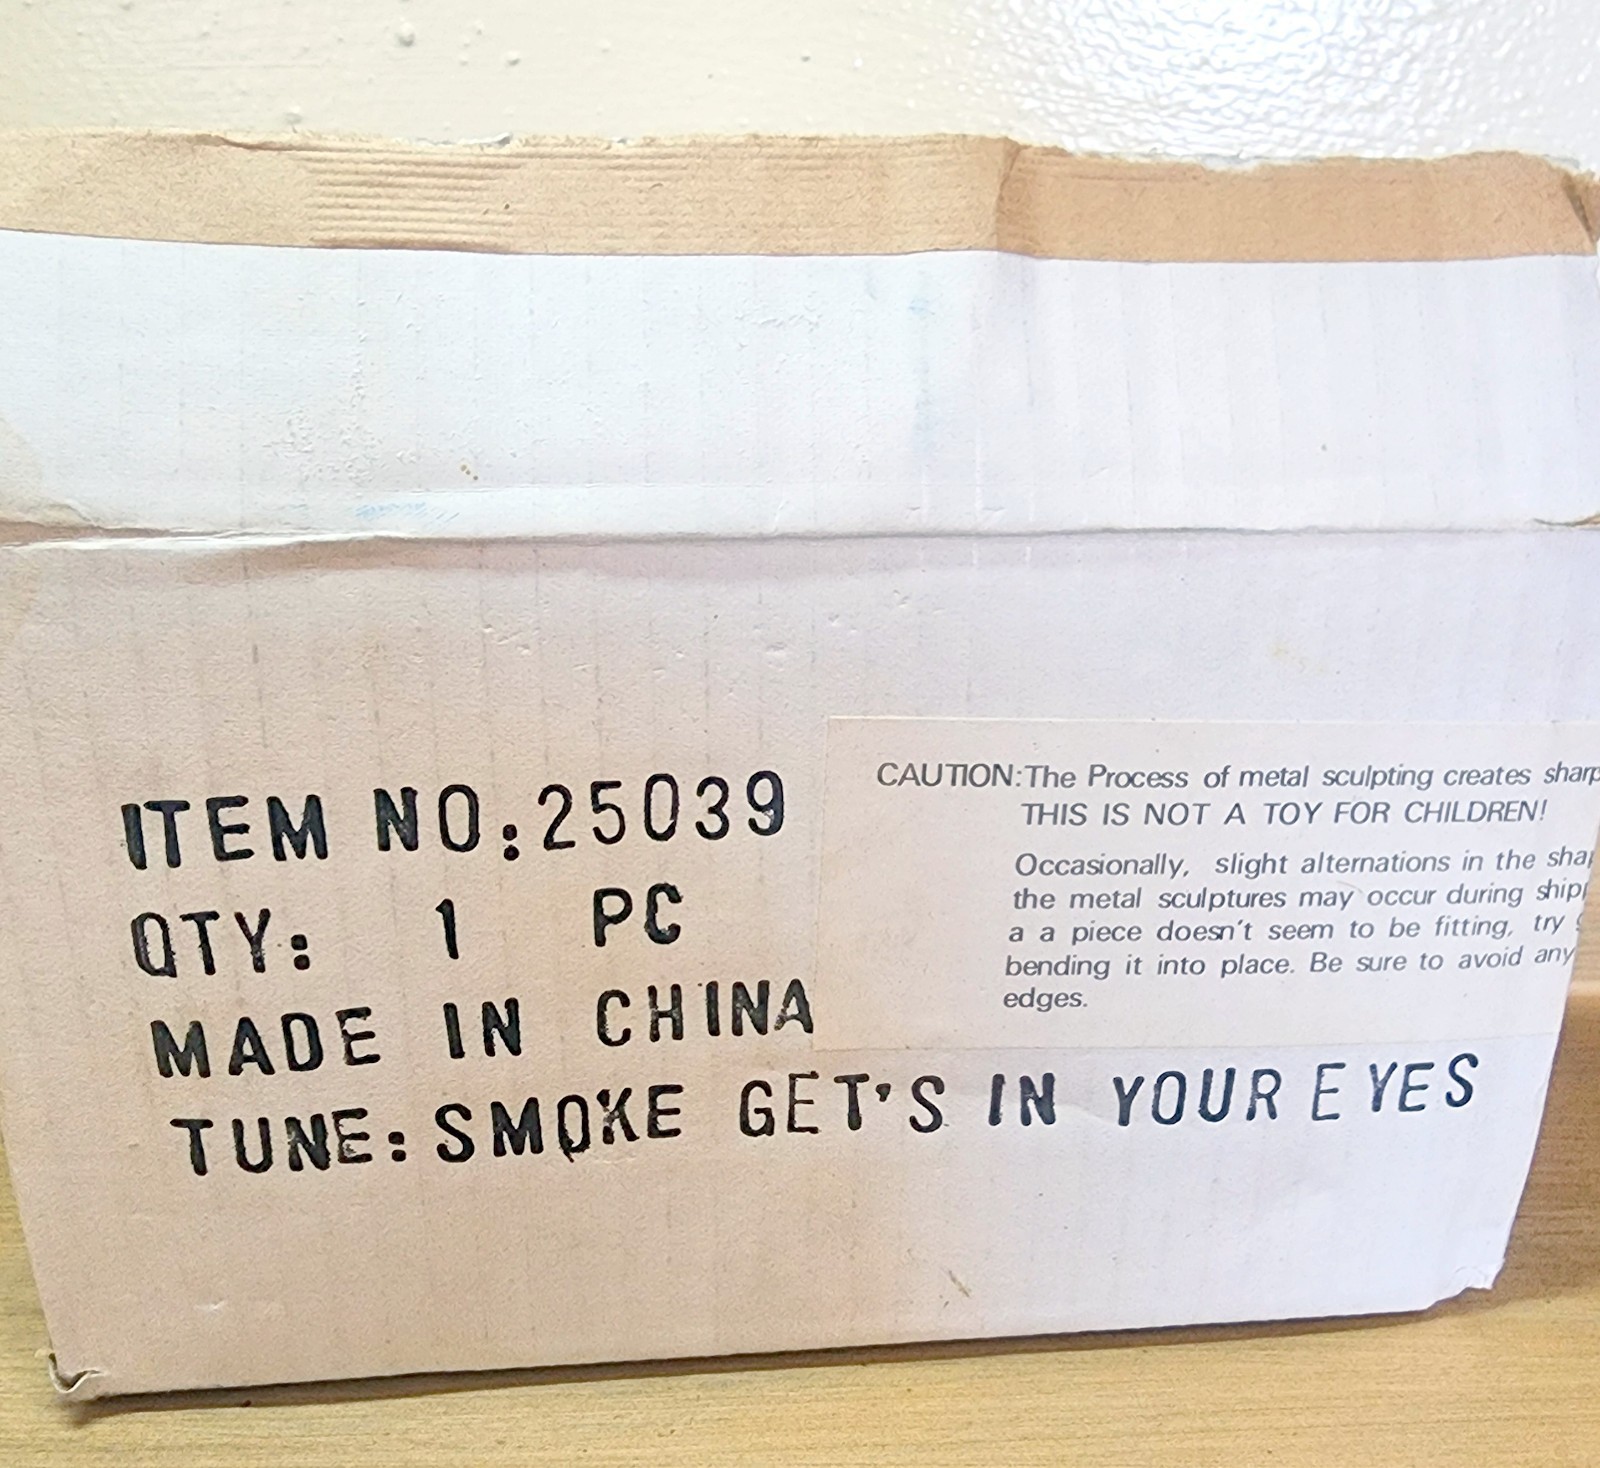 ITEM NO:25039
QTY: 1 PC
MADE IN CHINA
TUNE: SMOKE GET'S IN YOUR EYES
CAUTION:The Process of metal sculpting creates sharp
THIS IS NOT A TOY FOR CHILDREN!
Occasionally, slight alternations in the
the metal sculptures may occur during
a a piece doesn't seem to be fitting, try
bending it into place. Be sure to avoid any
edges.